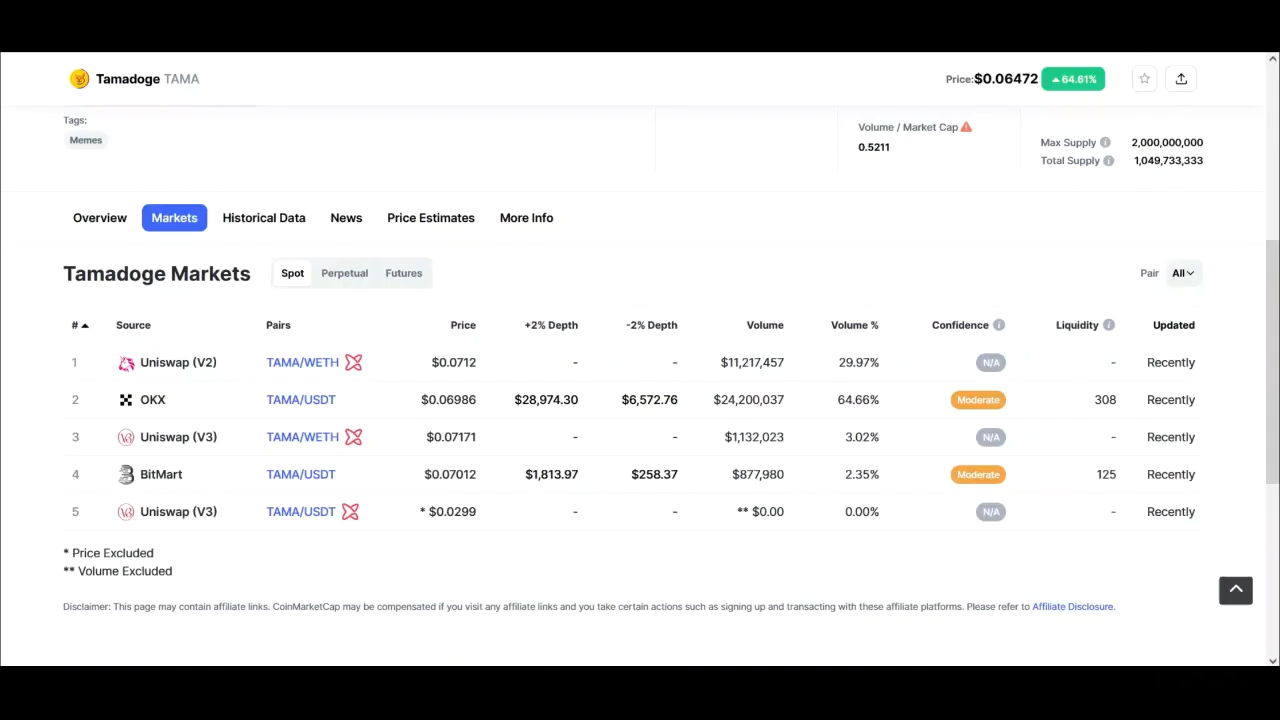 Tamadoge TAMA Price:$0.06472 64.61%
Tags:
Memes
Volume / Market Cap
0.5211
Max Supply 2,000,000,000
Total Supply 1,049,733,333
Overview Markets Historical Data News Price Estimates More Info
Tamadoge Markets Spot Perpetual Futures Pair All
# Source Pairs Price +2% Depth -2% Depth Volume Volume % Confidence Liquidity Updated
1 Uniswap (V2) TAMA/WETH $0.0712 - - $11,217,457 29.97% N/A - Recently
2 OKX TAMA/USDT $0.06986 $28,974.30 $6,572.76 $24,200,037 64.66% Moderate 308 Recently
3 Uniswap (V3) TAMA/WETH $0.07171 - - $1,132,023 3.02% N/A - Recently
4 BitMart TAMA/USDT $0.07012 $1,813.97 $258.37 $877,980 2.35% Moderate 125 Recently
5 Uniswap (V3) TAMA/USDT * $0.0299 - - ** $0.00 0.00% N/A - Recently
* Price Excluded
** Volume Excluded
Disclaimer: This page may contain affiliate links. CoinMarketCap may be compensated if you visit any affiliate links and you take certain actions such as signing up and transacting with these affiliate platforms. Please refer to Affiliate Disclosure.